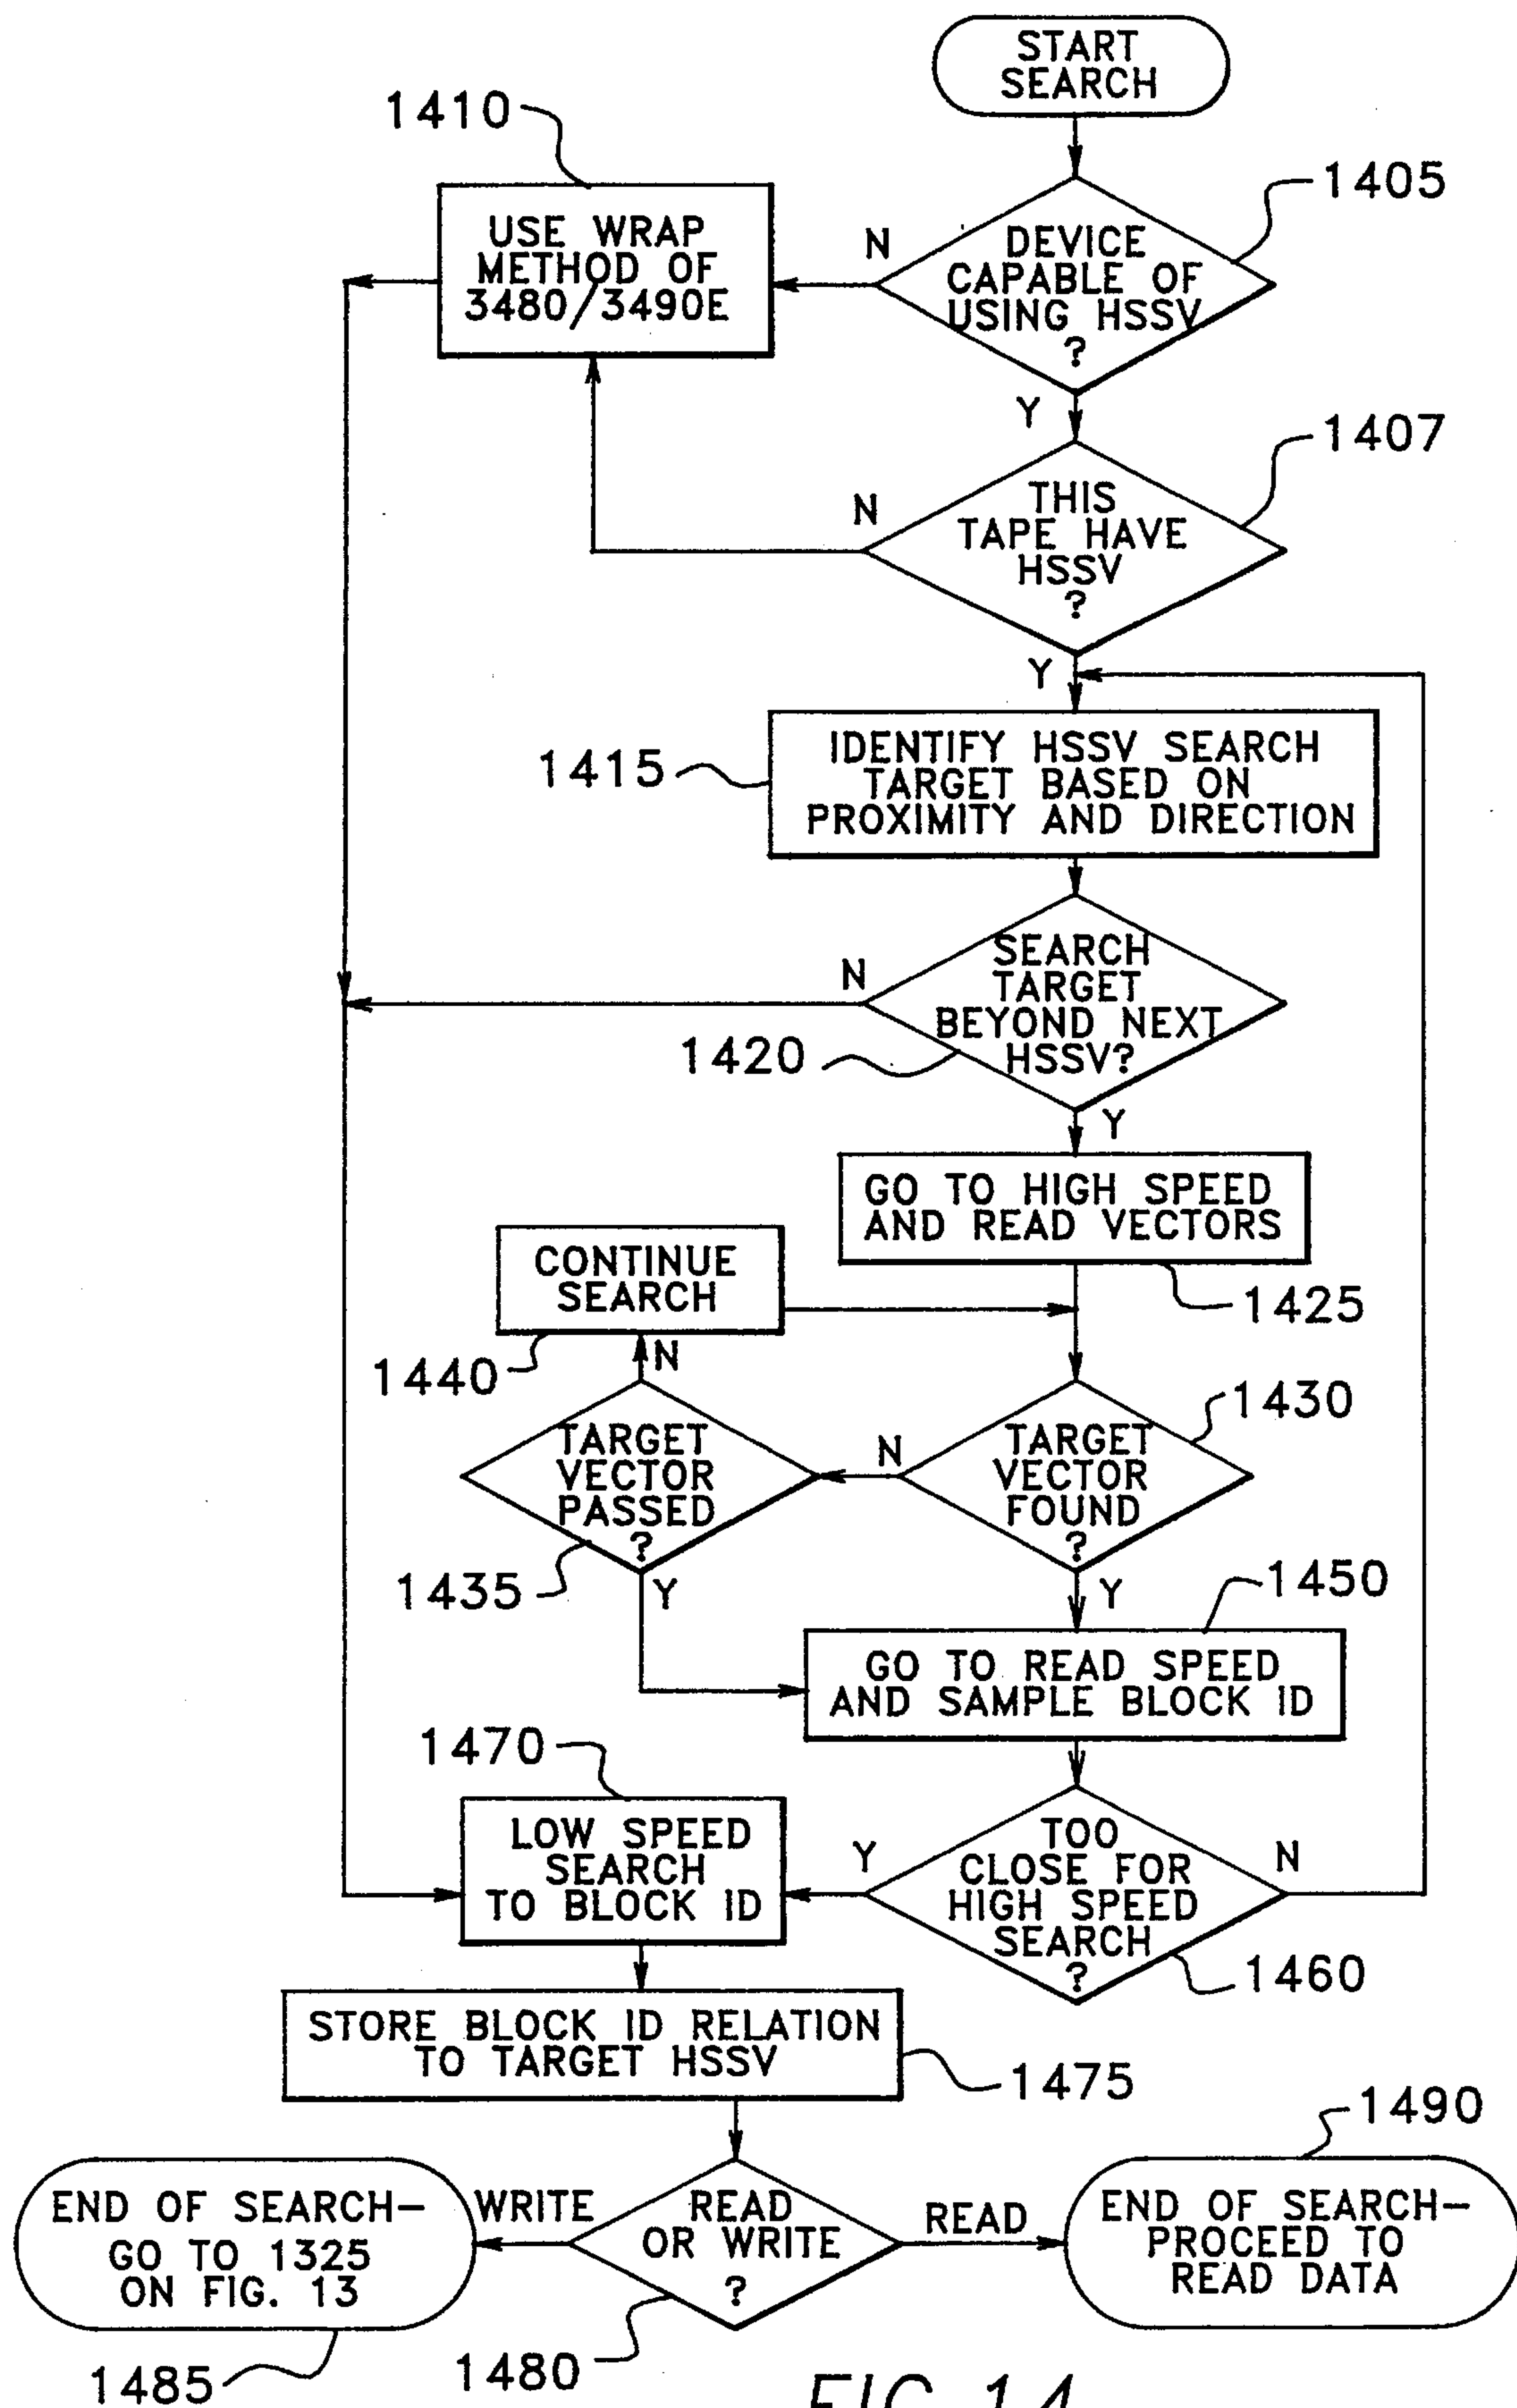 START
SEARCH
1410
1405
USE WRAP
METHOD OF
3480/3490E
N
DEVICE
CAPABLE OF
USING HSSV
?
Y
1407
N
THIS
TAPE HAVE
HSSV
?
Y
1415
IDENTIFY HSSV SEARCH
TARGET BASED ON
PROXIMITY AND DIRECTION
N
SEARCH
TARGET
BEYOND NEXT
HSSV?
1420
Y
GO TO HIGH SPEED
AND READ VECTORS
1425
CONTINUE
SEARCH
1440
N
1430
TARGET
VECTOR
PASSED
?
N
TARGET
VECTOR
FOUND
?
1435
Y
Y
1450
GO TO READ SPEED
AND SAMPLE BLOCK ID
1470
LOW SPEED
SEARCH
TO BLOCK ID
Y
TOO
CLOSE FOR
HIGH SPEED
SEARCH
?
N
1460
STORE BLOCK ID RELATION
TO TARGET HSSV
1475
1490
END OF SEARCH-
GO TO 1325
ON FIG. 13
WRITE
READ
OR WRITE
?
READ
END OF SEARCH-
PROCEED TO
READ DATA
1485
1480
FIG. 14